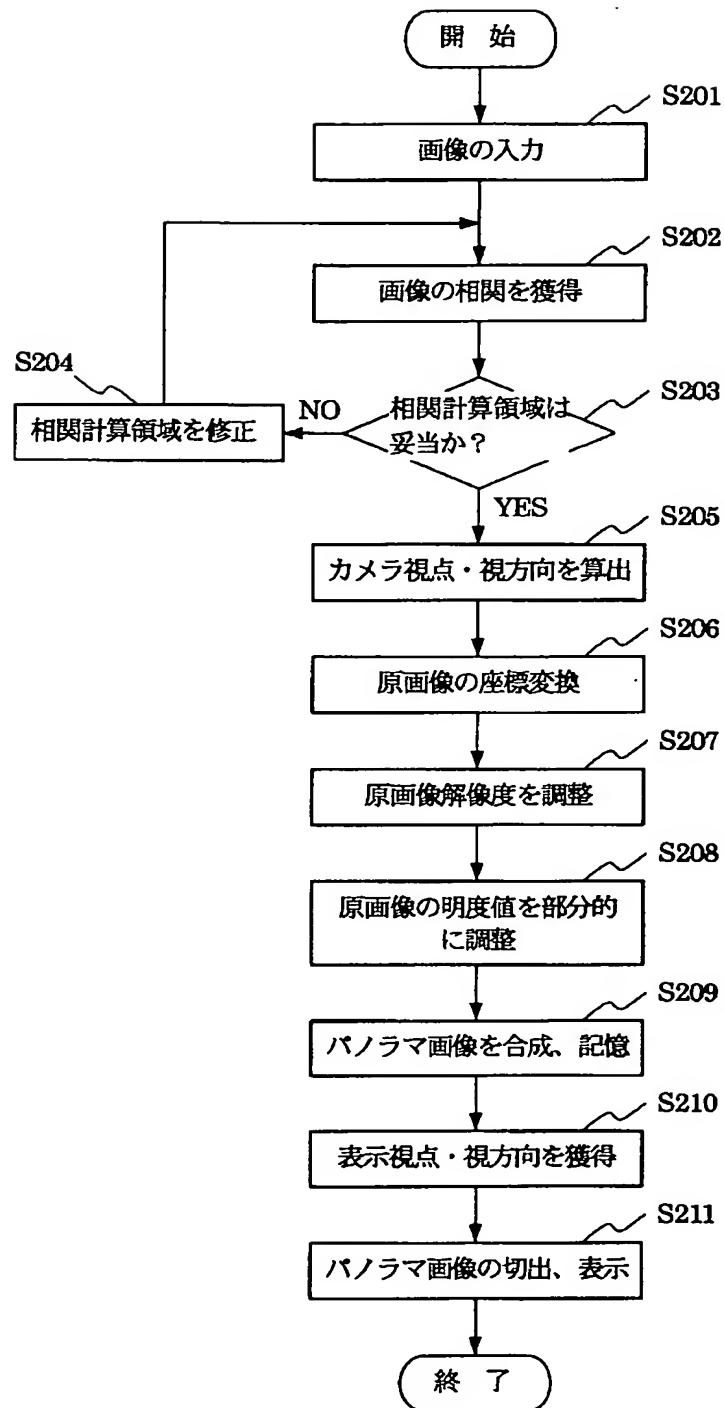 開 始
S201
画像の入力
S202
画像の相関を獲得
S204
相関計算領域を修正
NO
S203
相関計算領域は
妥当か?
YES
S205
カメラ視点・視方向を算出
S206
原画像の座標変換
S207
原画像解像度を調整
S208
原画像の明度値を部分的
に調整
S209
パノラマ画像を合成、記憶
S210
表示視点・視方向を獲得
S211
パノラマ画像の切出、表示
終 了